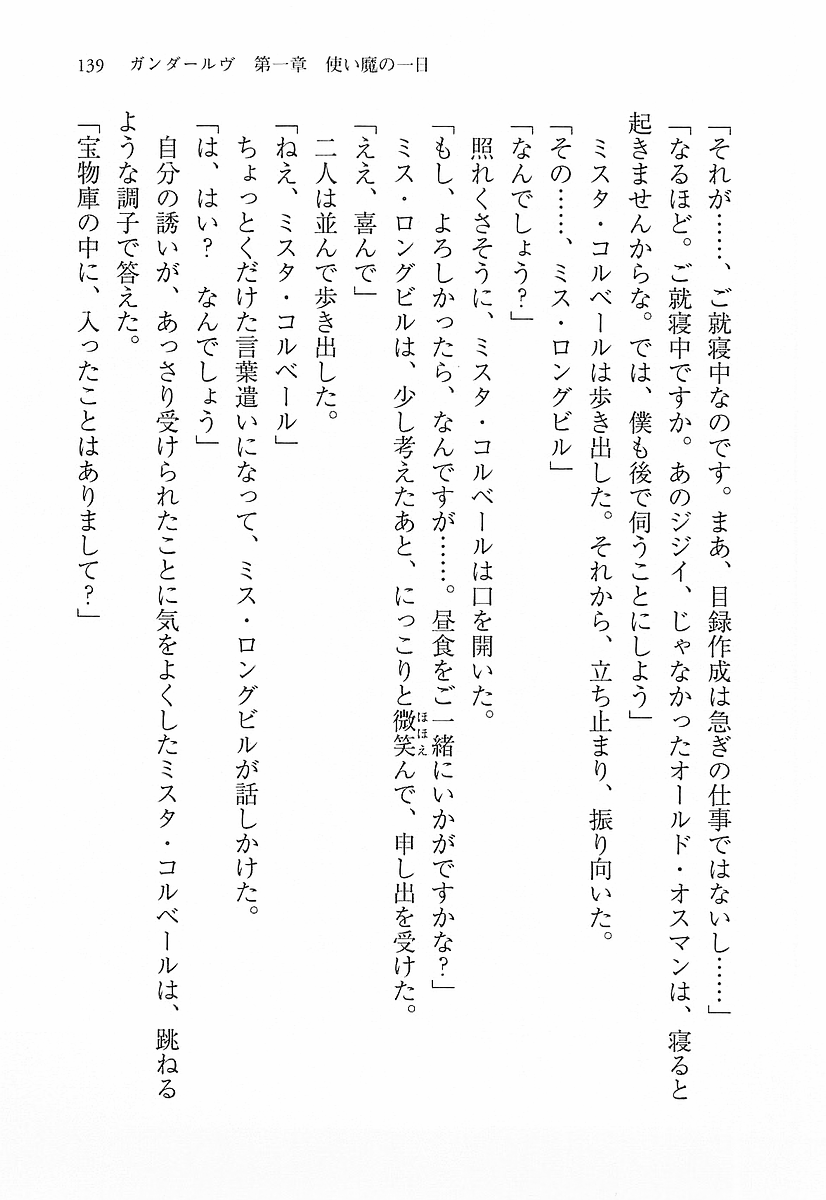 139　ガンダールヴ　第一章　使い魔の一日
「それが……、ご就寝中なのです。まあ、目録作成は急ぎの仕事ではないし……」
「なるほど。ご就寝中ですか。あのジジイ、じゃなかったオールド・オスマンは、寝ると
起きませんからな。では、僕も後で伺うことにしよう」
　ミスタ・コルベールは歩き出した。それから、立ち止まり、振り向いた。
「その……、ミス・ロングビル」
「なんでしょう？」
　照れくさそうに、ミスタ・コルベールは口を開いた。
「もし、よろしかったら、なんですが……。昼食をご一緒にいかがですかな？」
　ミス・ロングビルは、少し考えたあと、にっこりと微笑んで、申し出を受けた。
ほほえ
「ええ、喜んで」
　二人は並んで歩き出した。
「ねえ、ミスタ・コルベール」
　ちょっとくだけた言葉遣いになって、ミス・ロングビルが話しかけた。
「は、はい？　なんでしょう」
　自分の誘いが、あっさり受けられたことに気をよくしたミスタ・コルベールは、跳ねる
ような調子で答えた。
「宝物庫の中に、入ったことはありまして？」